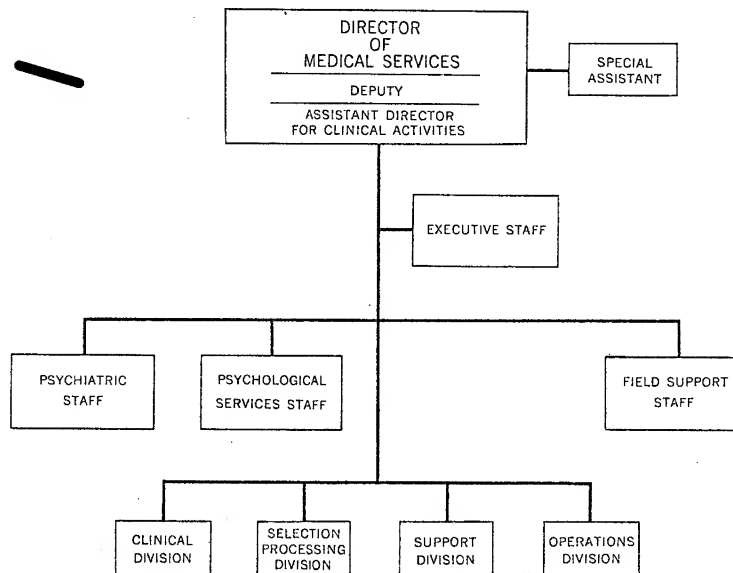 DIRECTOR
OF
MEDICAL SERVICES
DEPUTY
ASSISTANT DIRECTOR
FOR CLINICAL ACTIVITIES
SPECIAL
ASSISTANT
EXECUTIVE STAFF
PSYCHIATRIC
STAFF
PSYCHOLOGICAL
SERVICES STAFF
FIELD SUPPORT
STAFF
CLINICAL
DIVISION
SELECTION
PROCESSING
DIVISION
SUPPORT
DIVISION
OPERATIONS
DIVISION